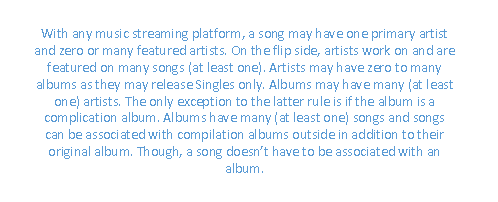 With any music streaming platform, a song may have one primary artist
and zero or many featured artists. On the flip side, artists work on and are
featured on many songs (at least one). Artists may have zero to many
albums as they may release Singles only. Albums may have many (at least
one) artists. The only exception to the latter rule is if the album is a
complication album. Albums have many (at least one) songs and songs
can be associated with compilation albums outside in addition to their
original album. Though, a song doesn’t have to be associated with an
album.